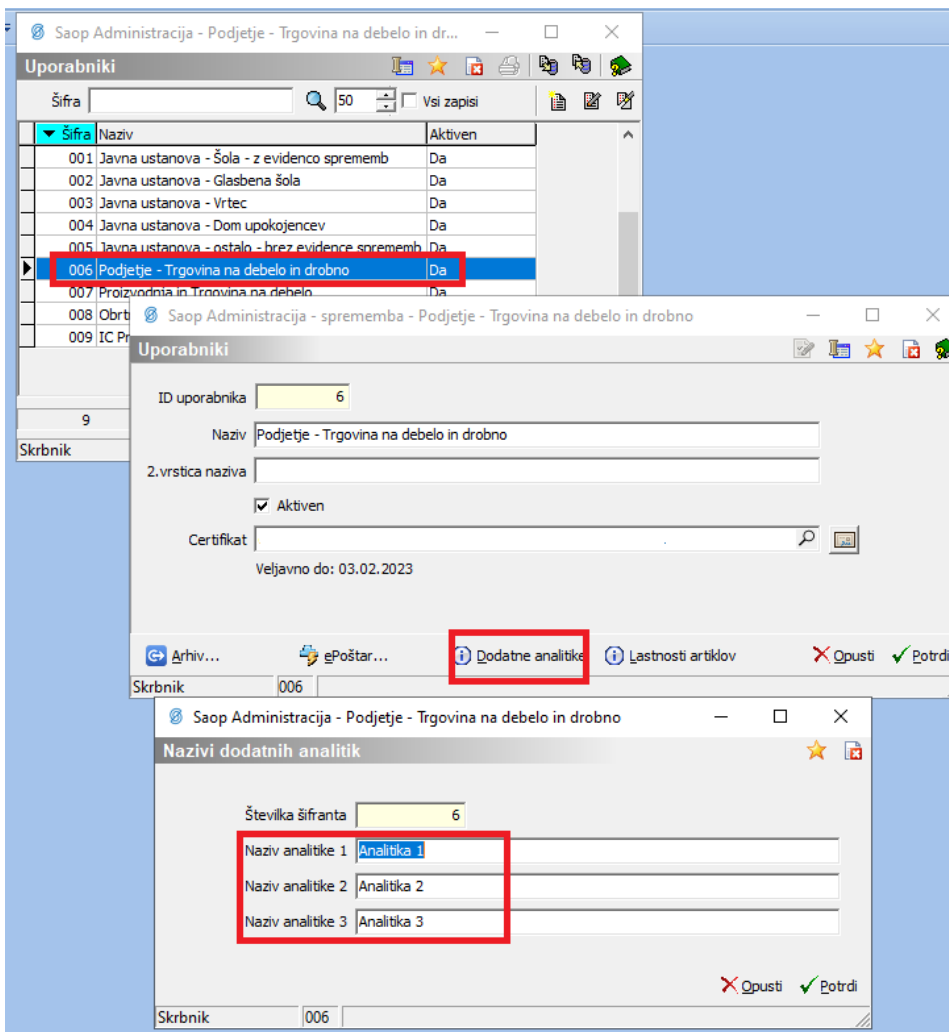 Saop Administracija - Podjetje - Trgovina na debelo in dr...
Uporabniki
Šifra
50
Vsi zapisi
Šifra Naziv Aktiven
001 Javna ustanova - Šola - z evidenco sprememb Da
002 Javna ustanova - Glasbena šola Da
003 Javna ustanova - Vrtec Da
004 Javna ustanova - Dom upokojencev Da
005 Javna ustanova - ostalo - brez evidence sprememb Da
006 Podjetje - Trgovina na debelo in drobno Da
007 Proizvodnja in Trgovina na debelo Da
008 Obrt
009 IC Pr
9
Skrbnik
Saop Administracija - sprememba - Podjetje - Trgovina na debelo in drobno
Uporabniki
ID uporabnika 6
Naziv Podjetje - Trgovina na debelo in drobno
2.vrstica naziva
Aktiven
Certifikat
Veljavno do: 03.02.2023
Arhiv... ePoštar... Dodatne analitike Lastnosti artiklov Opusti Potrdi
Skrbnik 006
Saop Administracija - Podjetje - Trgovina na debelo in drobno
Nazivi dodatnih analitik
Številka šifranta 6
Naziv analitike 1 Analitika 1
Naziv analitike 2 Analitika 2
Naziv analitike 3 Analitika 3
Opusti Potrdi
Skrbnik 006